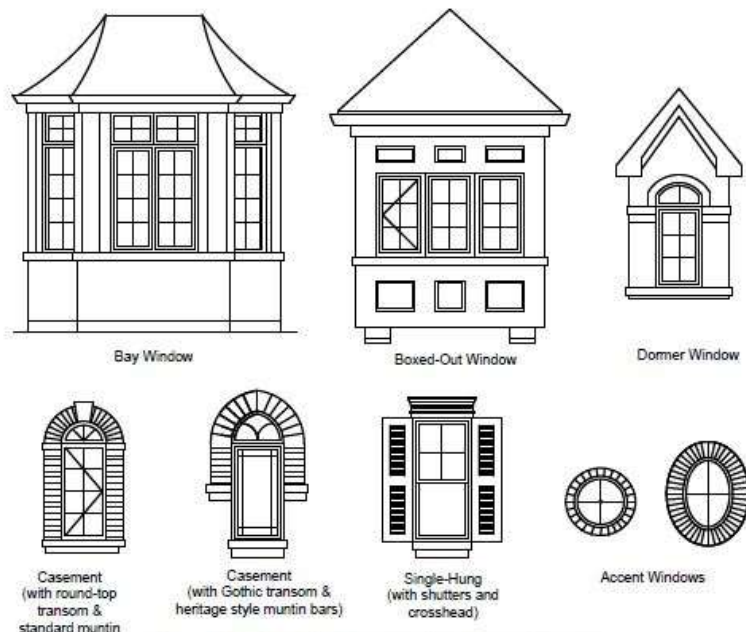 Bay Window
Boxed-Out Window
Dormer Window
Casement
(with round-top
transom &
standard muntin
Casement
(with Gothic transom &
heritage style muntin bars)
Single-Hung
(with shutters and
crosshead)
Accent Windows